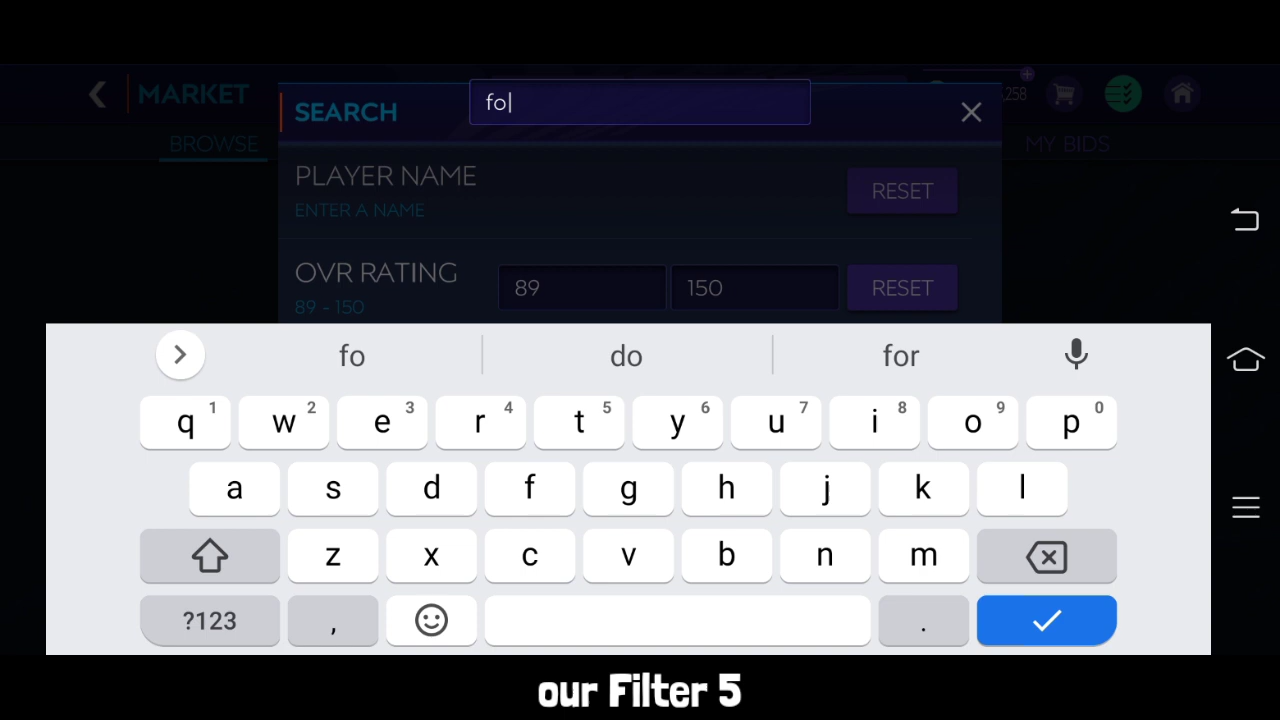 MARKET
SEARCH
fo
,258
BROWSE
MY BIDS
PLAYER NAME
RESET
ENTER A NAME
OVR RATING
89
150
RESET
89 - 150
fo
do
for
q 1 w 2 e 3 r 4 t 5 y 6 u 7 i 8 o 9 p 0
a s d f g h j k l
z x c v b n m
?123 , .
our Filter 5